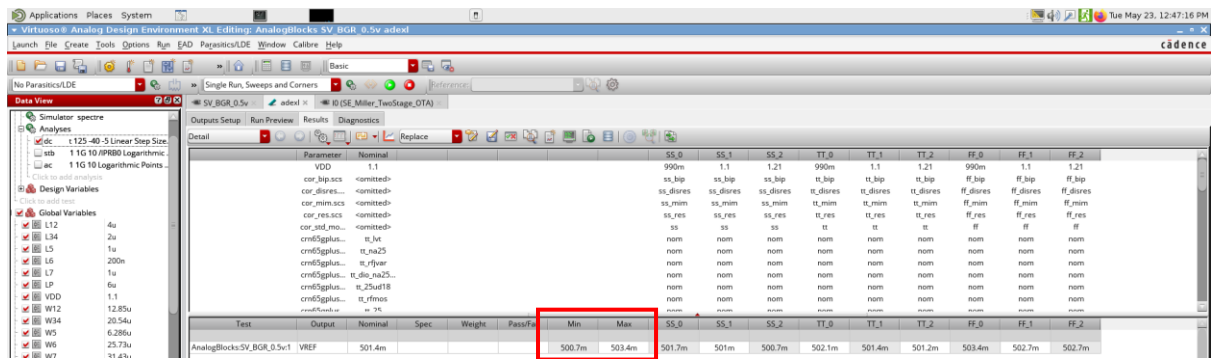 Applications Places System
Tue May 23, 12:47:16 PM
Virtuoso® Analog Design Environment XL Editing: AnalogBlocks SV_BGR_0.5v adexl
Launch File Create Tools Options Run EAD Parasitics/LDE Window Calibre Help
cādence
Basic
No Parasitics/LDE Single Run, Sweeps and Corners Reference:
Data View
SV_BGR_0.5v adexl I0 (SE_Miller_TwoStage_OTA)
Simulator spectre
Analyses
dc t 125 -40 -5 Linear Step Size..
stb 1 1G 10 /IPRB0 Logarithmic..
ac 1 1G 10 Logarithmic Points ..
Click to add analysis
Design Variables
Click to add test
Global Variables
L12 4u
L34 2u
L5 1u
L6 200n
L7 1u
LP 6u
VDD 1.1
W12 12.85u
W34 20.54u
W5 6.286u
W6 25.73u
W7 31.43u
Outputs Setup Run Preview Results Diagnostics
Detail Replace
Parameter Nominal SS_0 SS_1 SS_2 TT_0 TT_1 TT_2 FF_0 FF_1 FF_2
VDD 1.1 990m 1.1 1.21 990m 1.1 1.21 990m 1.1 1.21
cor_bip.scs <omitted> ss_bip ss_bip ss_bip tt_bip tt_bip tt_bip ff_bip ff_bip ff_bip
cor_disres.... <omitted> ss_disres ss_disres ss_disres tt_disres tt_disres tt_disres ff_disres ff_disres ff_disres
cor_mim.scs <omitted> ss_mim ss_mim ss_mim tt_mim tt_mim tt_mim ff_mim ff_mim ff_mim
cor_res.scs <omitted> ss_res ss_res ss_res tt_res tt_res tt_res ff_res ff_res ff_res
cor_std_mo... <omitted> ss ss ss tt tt tt ff ff ff
crn65gplus... tt_lvt nom nom nom nom nom nom nom nom nom
crn65gplus... tt_na25 nom nom nom nom nom nom nom nom nom
crn65gplus... tt_rfjvar nom nom nom nom nom nom nom nom nom
crn65gplus... tt_dio_na25... nom nom nom nom nom nom nom nom nom
crn65gplus... tt_25ud18 nom nom nom nom nom nom nom nom nom
crn65gplus... tt_rfmos nom nom nom nom nom nom nom nom nom
crn65gplus... tt_25 nom nom nom nom nom nom nom nom nom
Test Output Nominal Spec Weight Pass/Fail Min Max SS_0 SS_1 SS_2 TT_0 TT_1 TT_2 FF_0 FF_1 FF_2
AnalogBlocks:SV_BGR_0.5v:1 VREF 501.4m 500.7m 503.4m 501.7m 501m 500.7m 502.1m 501.4m 501.2m 503.4m 502.7m 502.7m